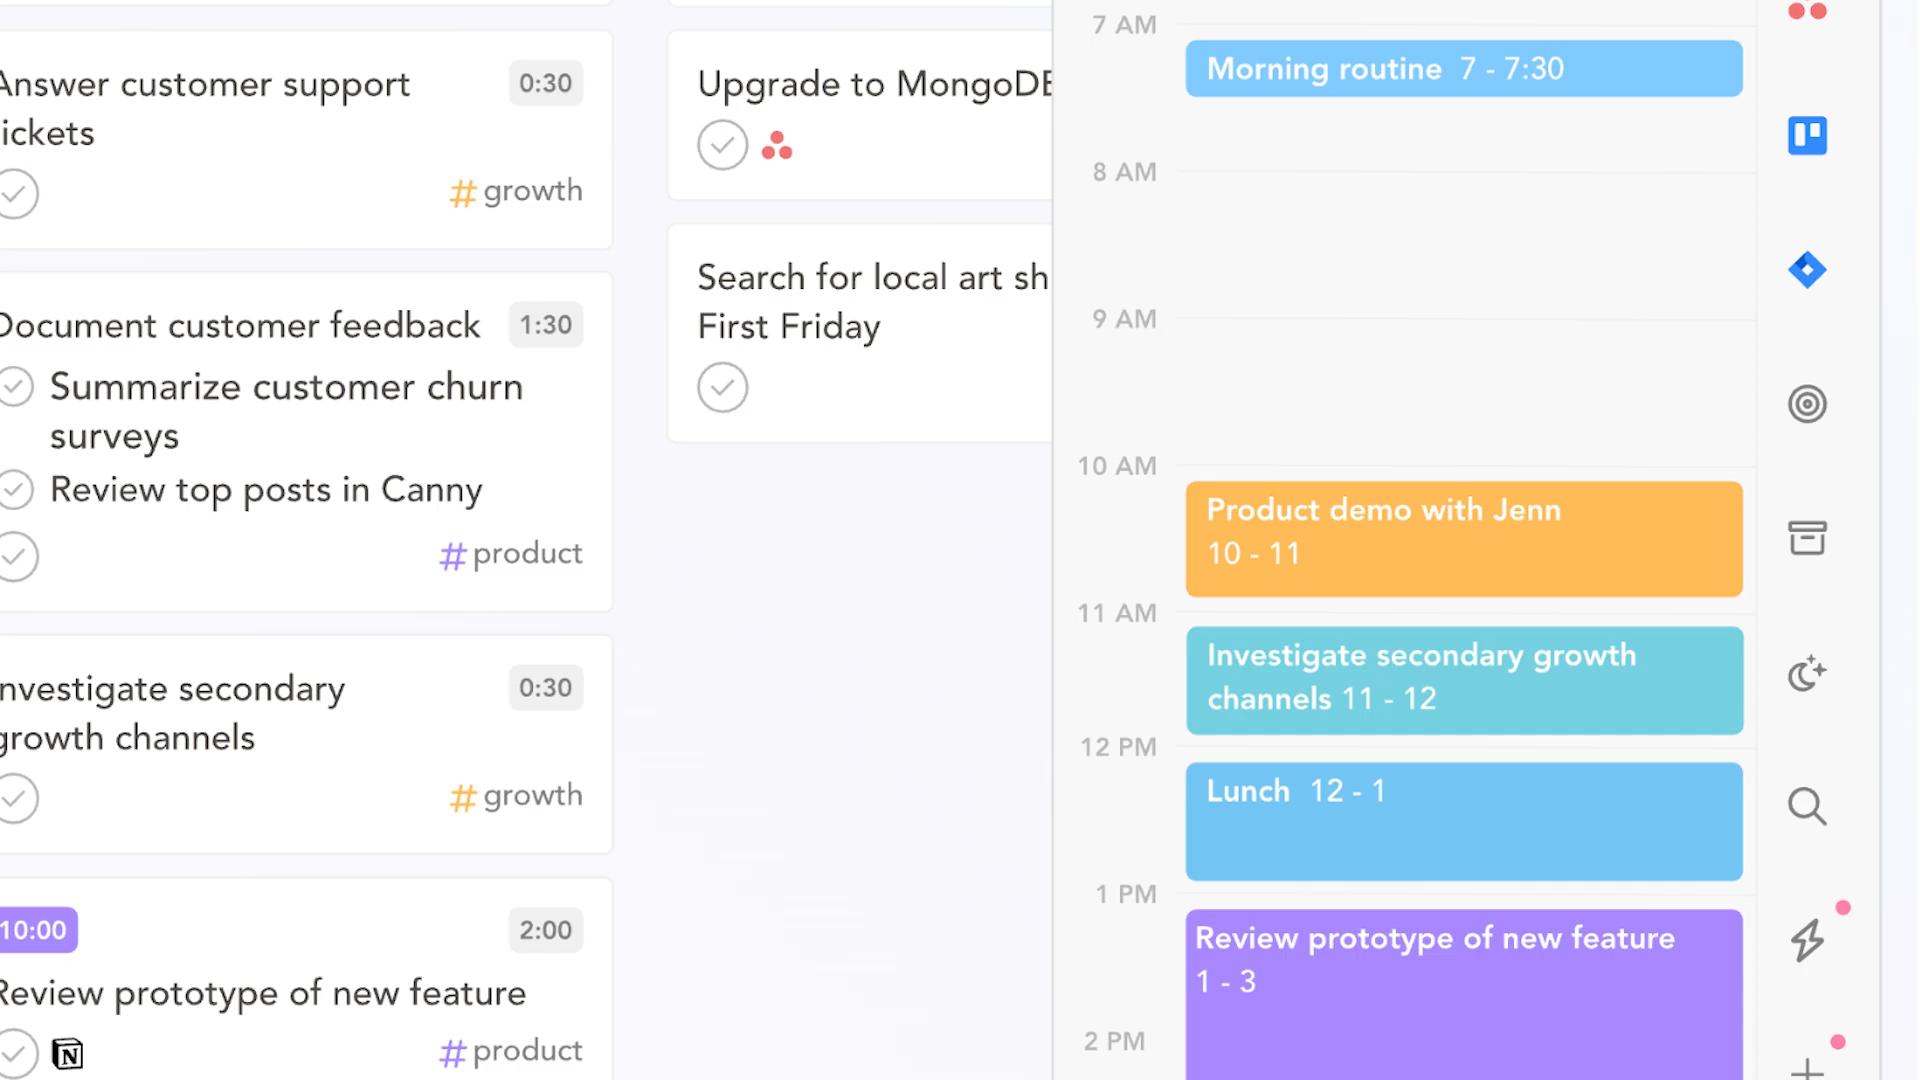 Answer customer support
tickets
0:30
#growth
Document customer feedback
1:30
Summarize customer churn
surveys
Review top posts in Canny
#product
Investigate secondary
growth channels
0:30
#growth
10:00
2:00
Review prototype of new feature
N
#product
Upgrade to MongoDB
Search for local art sh
First Friday
7 AM
Morning routine 7 - 7:30
8 AM
9 AM
10 AM
Product demo with Jenn
10 - 11
11 AM
Investigate secondary growth
channels 11 - 12
12 PM
Lunch 12 - 1
1 PM
Review prototype of new feature
1 - 3
2 PM